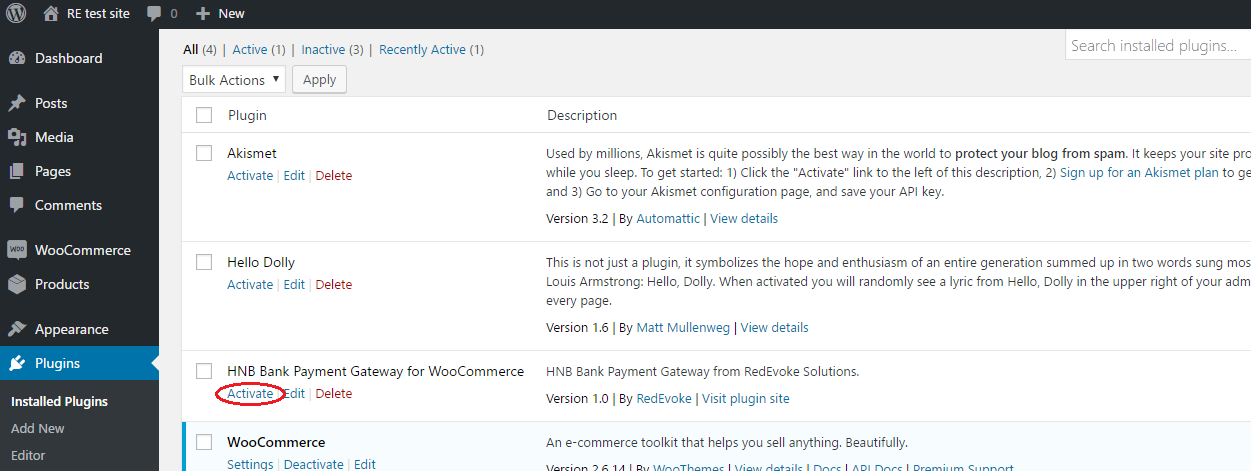 RE test site 0 + New
Dashboard
Posts
Media
Pages
Comments
WOO WooCommerce
Products
Appearance
Plugins
Installed Plugins
Add New
Editor
All (4) | Active (1) | Inactive (3) | Recently Active (1)
Search installed plugins...
Bulk Actions Apply
Plugin Description
Akismet
Activate | Edit | Delete
Used by millions, Akismet is quite possibly the best way in the world to protect your blog from spam. It keeps your site pro
while you sleep. To get started: 1) Click the "Activate" link to the left of this description, 2) Sign up for an Akismet plan to ge
and 3) Go to your Akismet configuration page, and save your API key.
Version 3.2 | By Automattic | View details
Hello Dolly
Activate | Edit | Delete
This is not just a plugin, it symbolizes the hope and enthusiasm of an entire generation summed up in two words sung mos
Louis Armstrong: Hello, Dolly. When activated you will randomly see a lyric from Hello, Dolly in the upper right of your adm
every page.
Version 1.6 | By Matt Mullenweg | View details
HNB Bank Payment Gateway for WooCommerce
Activate | Edit | Delete
HNB Bank Payment Gateway from RedEvoke Solutions.
Version 1.0 | By RedEvoke | Visit plugin site
WooCommerce
Settings | Deactivate | Edit
An e-commerce toolkit that helps you sell anything. Beautifully.
Version 2.6.14 | By WooThemes | View details | Docs | API Docs | Premium Support